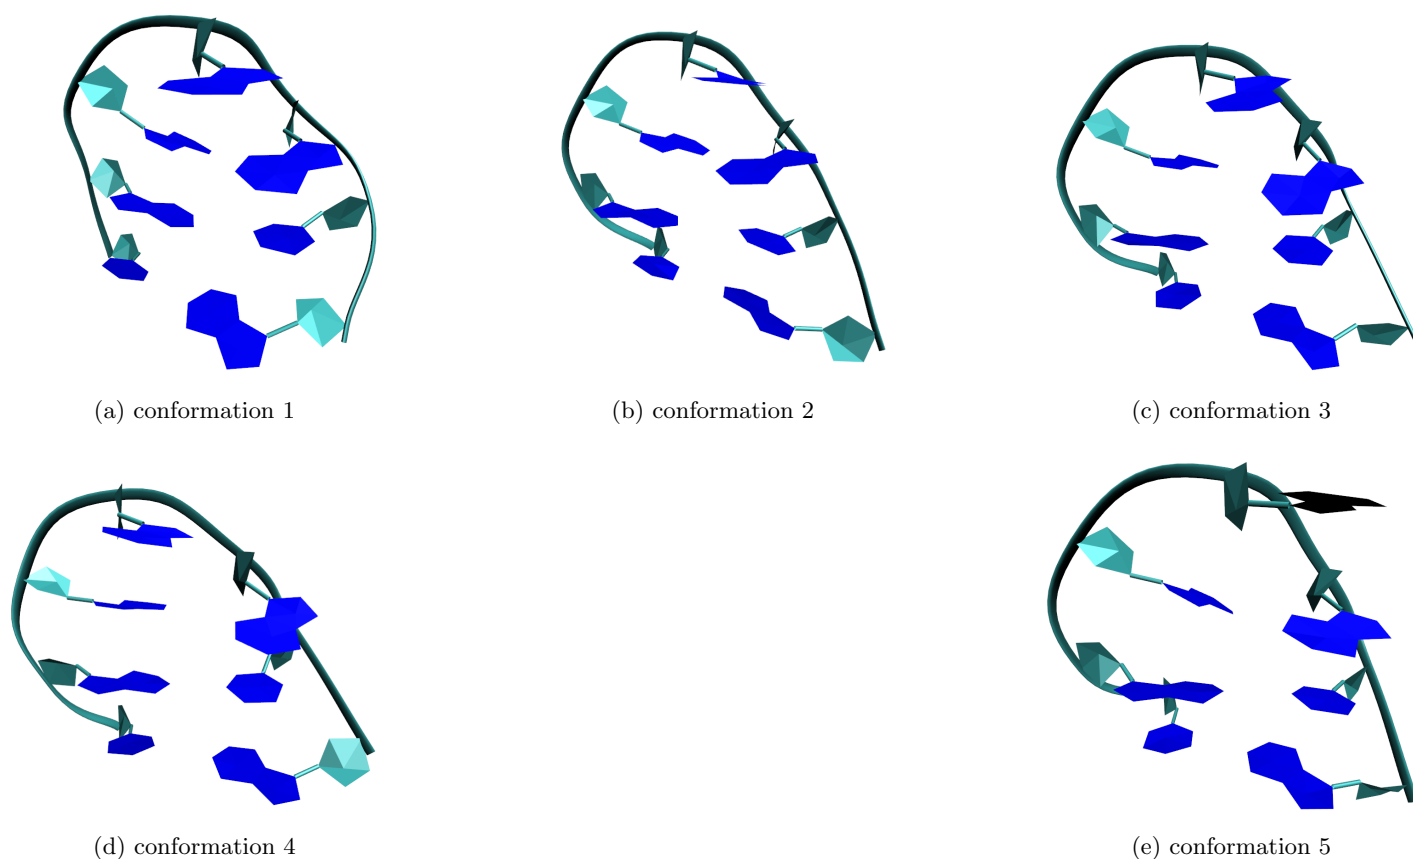 (a) conformation 1
(b) conformation 2
(c) conformation 3
(d) conformation 4
(e) conformation 5